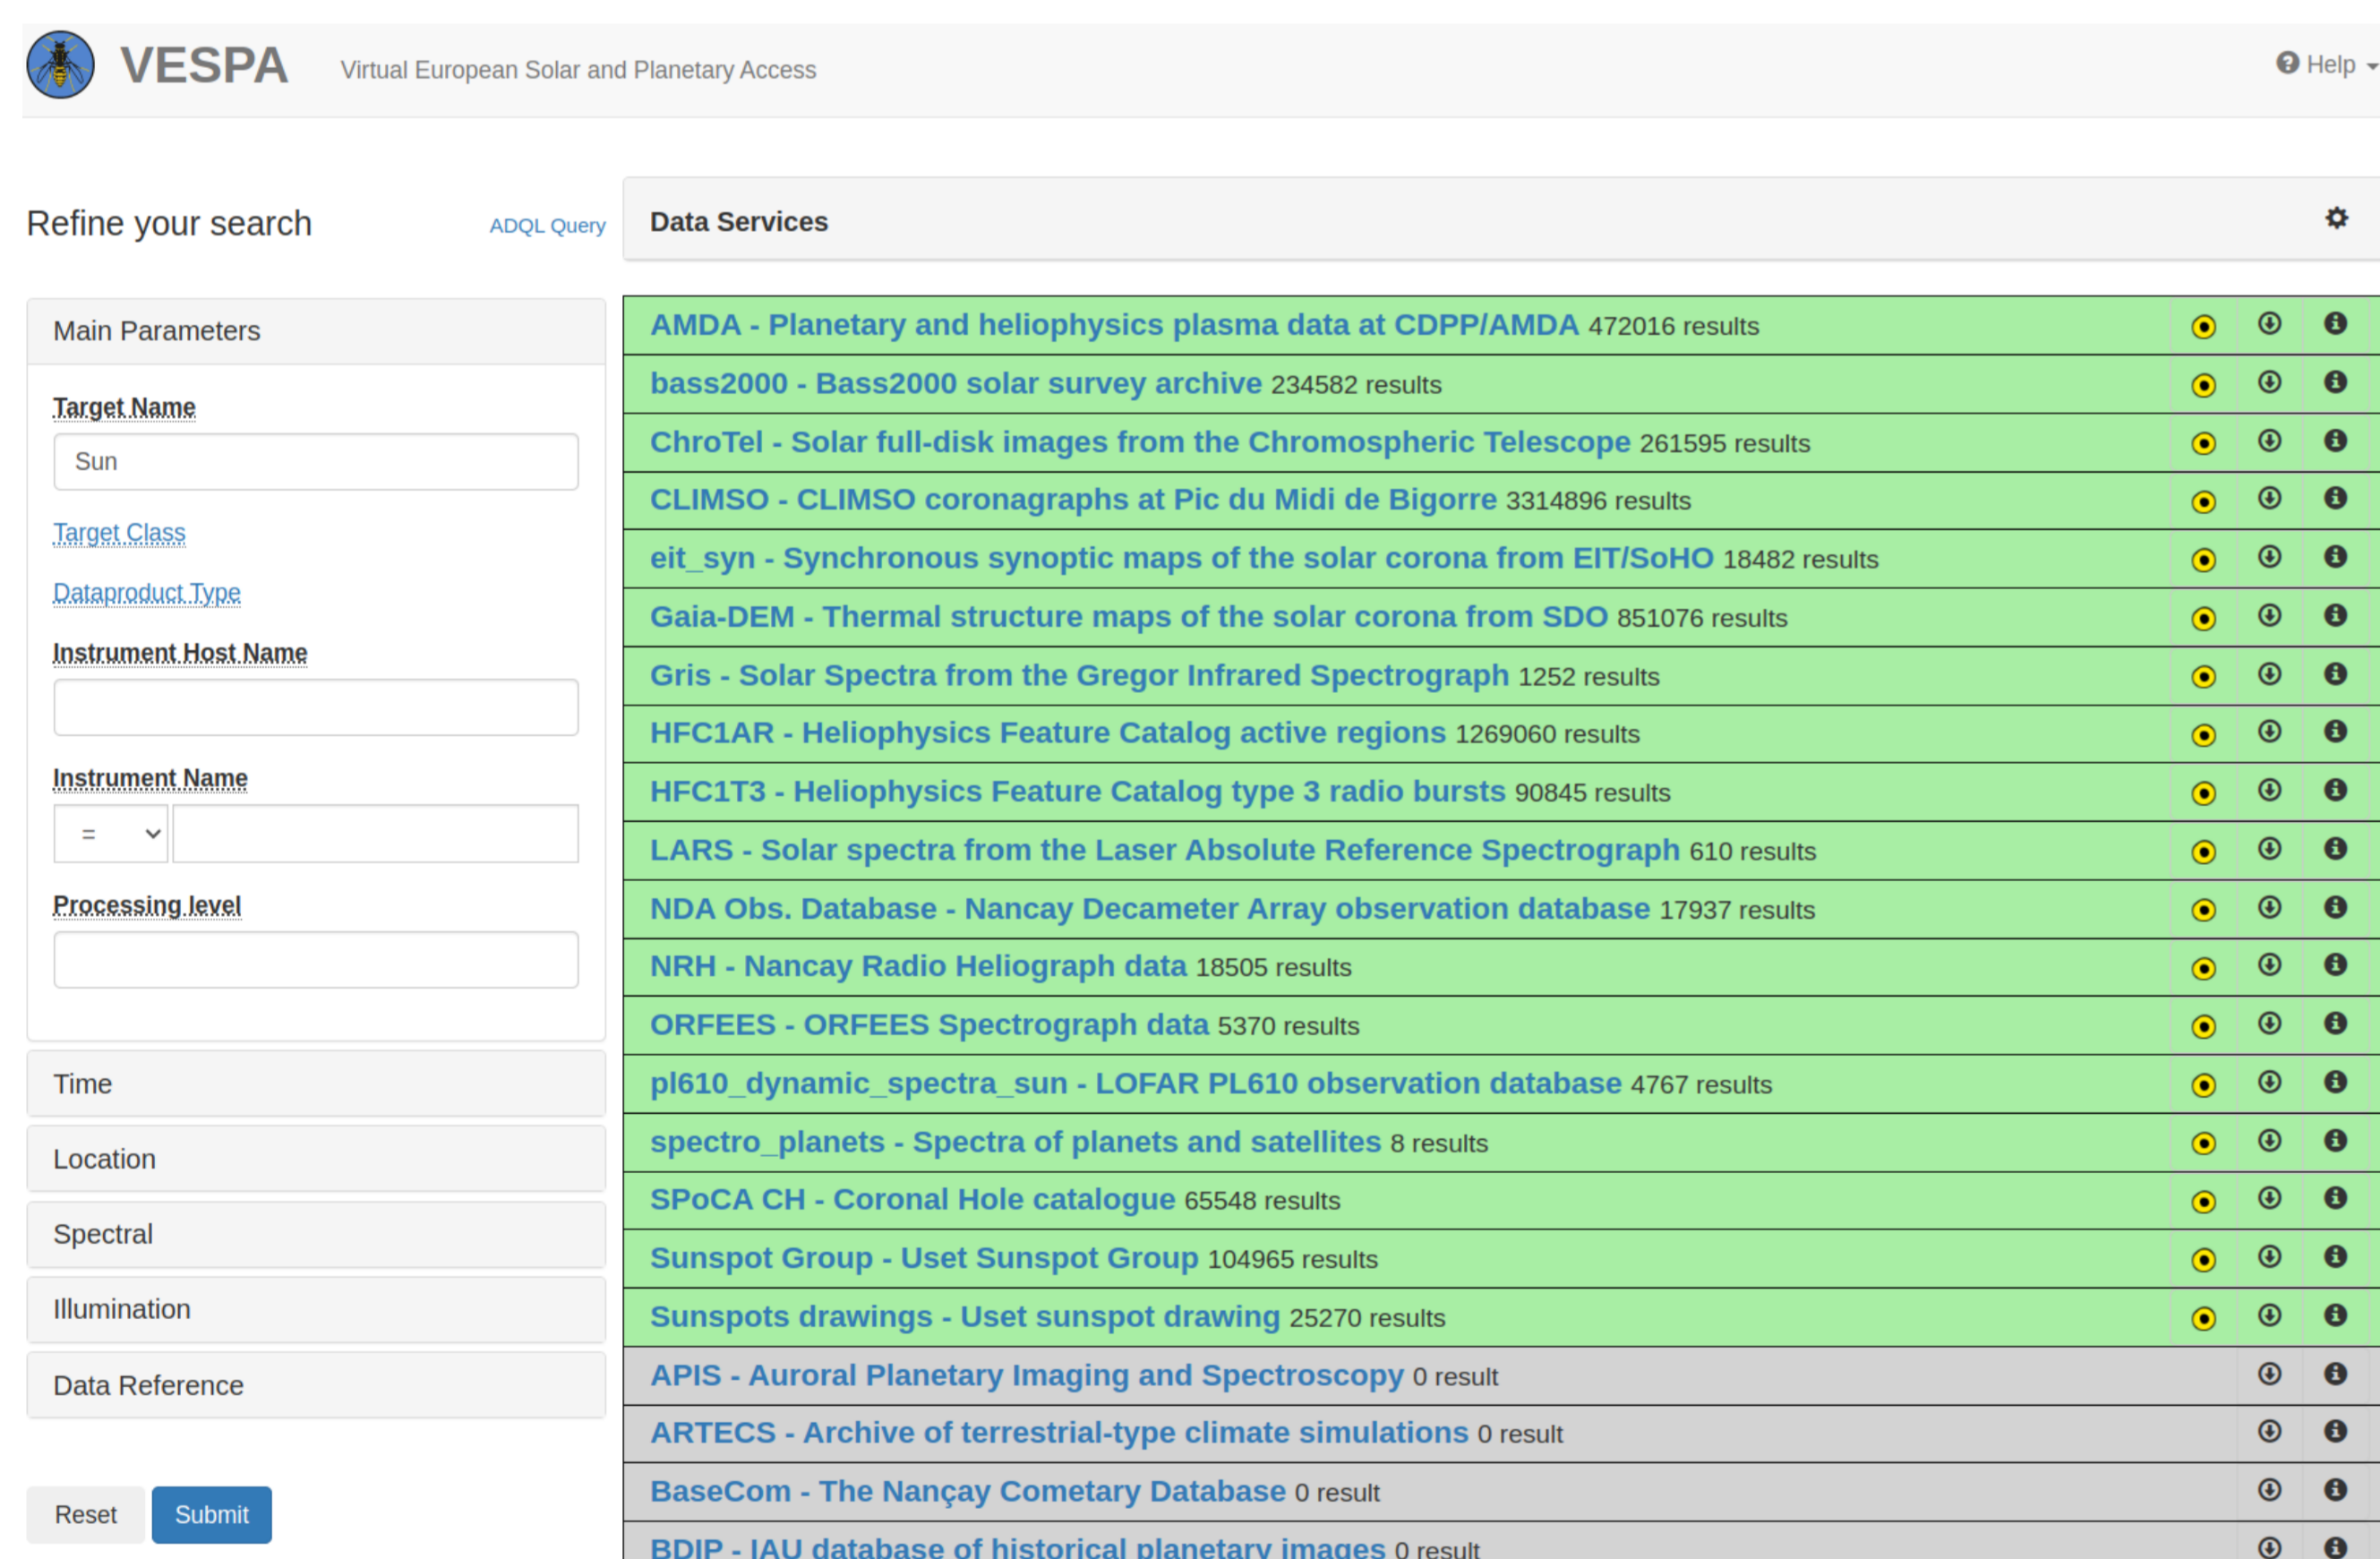 VESPA
Virtual European Solar and Planetary Access
Help
Refine your search
ADQL Query
Main Parameters
Target Name
Sun
Target Class
Dataproduct Type
Instrument Host Name
Instrument Name
=
Processing level
Time
Location
Spectral
Illumination
Data Reference
Reset
Submit
Data Services
AMDA - Planetary and heliophysics plasma data at CDPP/AMDA 472016 results
bass2000 - Bass2000 solar survey archive 234582 results
ChroTel - Solar full-disk images from the Chromospheric Telescope 261595 results
CLIMSO - CLIMSO coronagraphs at Pic du Midi de Bigorre 3314896 results
eit_syn - Synchronous synoptic maps of the solar corona from EIT/SoHO 18482 results
Gaia-DEM - Thermal structure maps of the solar corona from SDO 851076 results
Gris - Solar Spectra from the Gregor Infrared Spectrograph 1252 results
HFC1AR - Heliophysics Feature Catalog active regions 1269060 results
HFC1T3 - Heliophysics Feature Catalog type 3 radio bursts 90845 results
LARS - Solar spectra from the Laser Absolute Reference Spectrograph 610 results
NDA Obs. Database - Nancay Decameter Array observation database 17937 results
NRH - Nancay Radio Heliograph data 18505 results
ORFEES - ORFEES Spectrograph data 5370 results
pl610_dynamic_spectra_sun - LOFAR PL610 observation database 4767 results
spectro_planets - Spectra of planets and satellites 8 results
SPoCA CH - Coronal Hole catalogue 65548 results
Sunspot Group - Uset Sunspot Group 104965 results
Sunspots drawings - Uset sunspot drawing 25270 results
APIS - Auroral Planetary Imaging and Spectroscopy 0 result
ARTECS - Archive of terrestrial-type climate simulations 0 result
BaseCom - The Nançay Cometary Database 0 result
BDIP - IAU database of historical planetary images 0 result